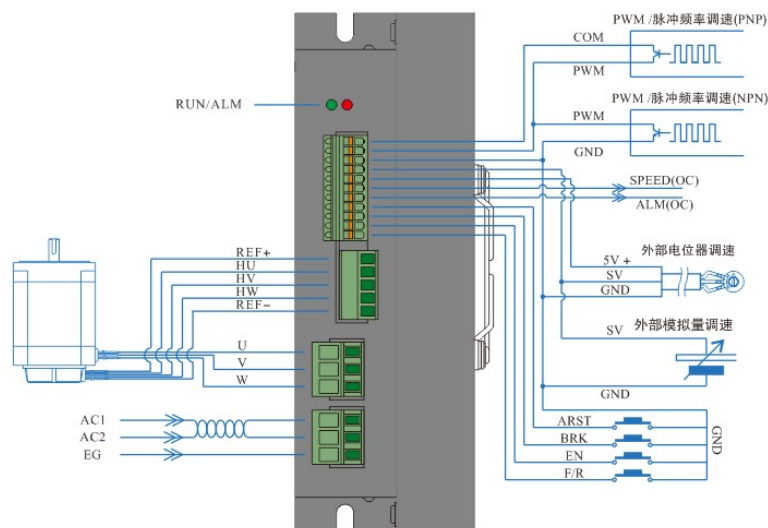 PWM /脉冲频率调速(PNP)
COM
PWM
RUN/ALM
PWM /脉冲频率调速(NPN)
PWM
GND
SPEED(OC)
ALM(OC)
REF+
HU
HV
HW
REF-
外部电位器调速
5V +
SV
GND
外部模拟量调速
SV
GND
U
V
W
AC1
AC2
EG
ARST
BRK
EN
F/R
GND